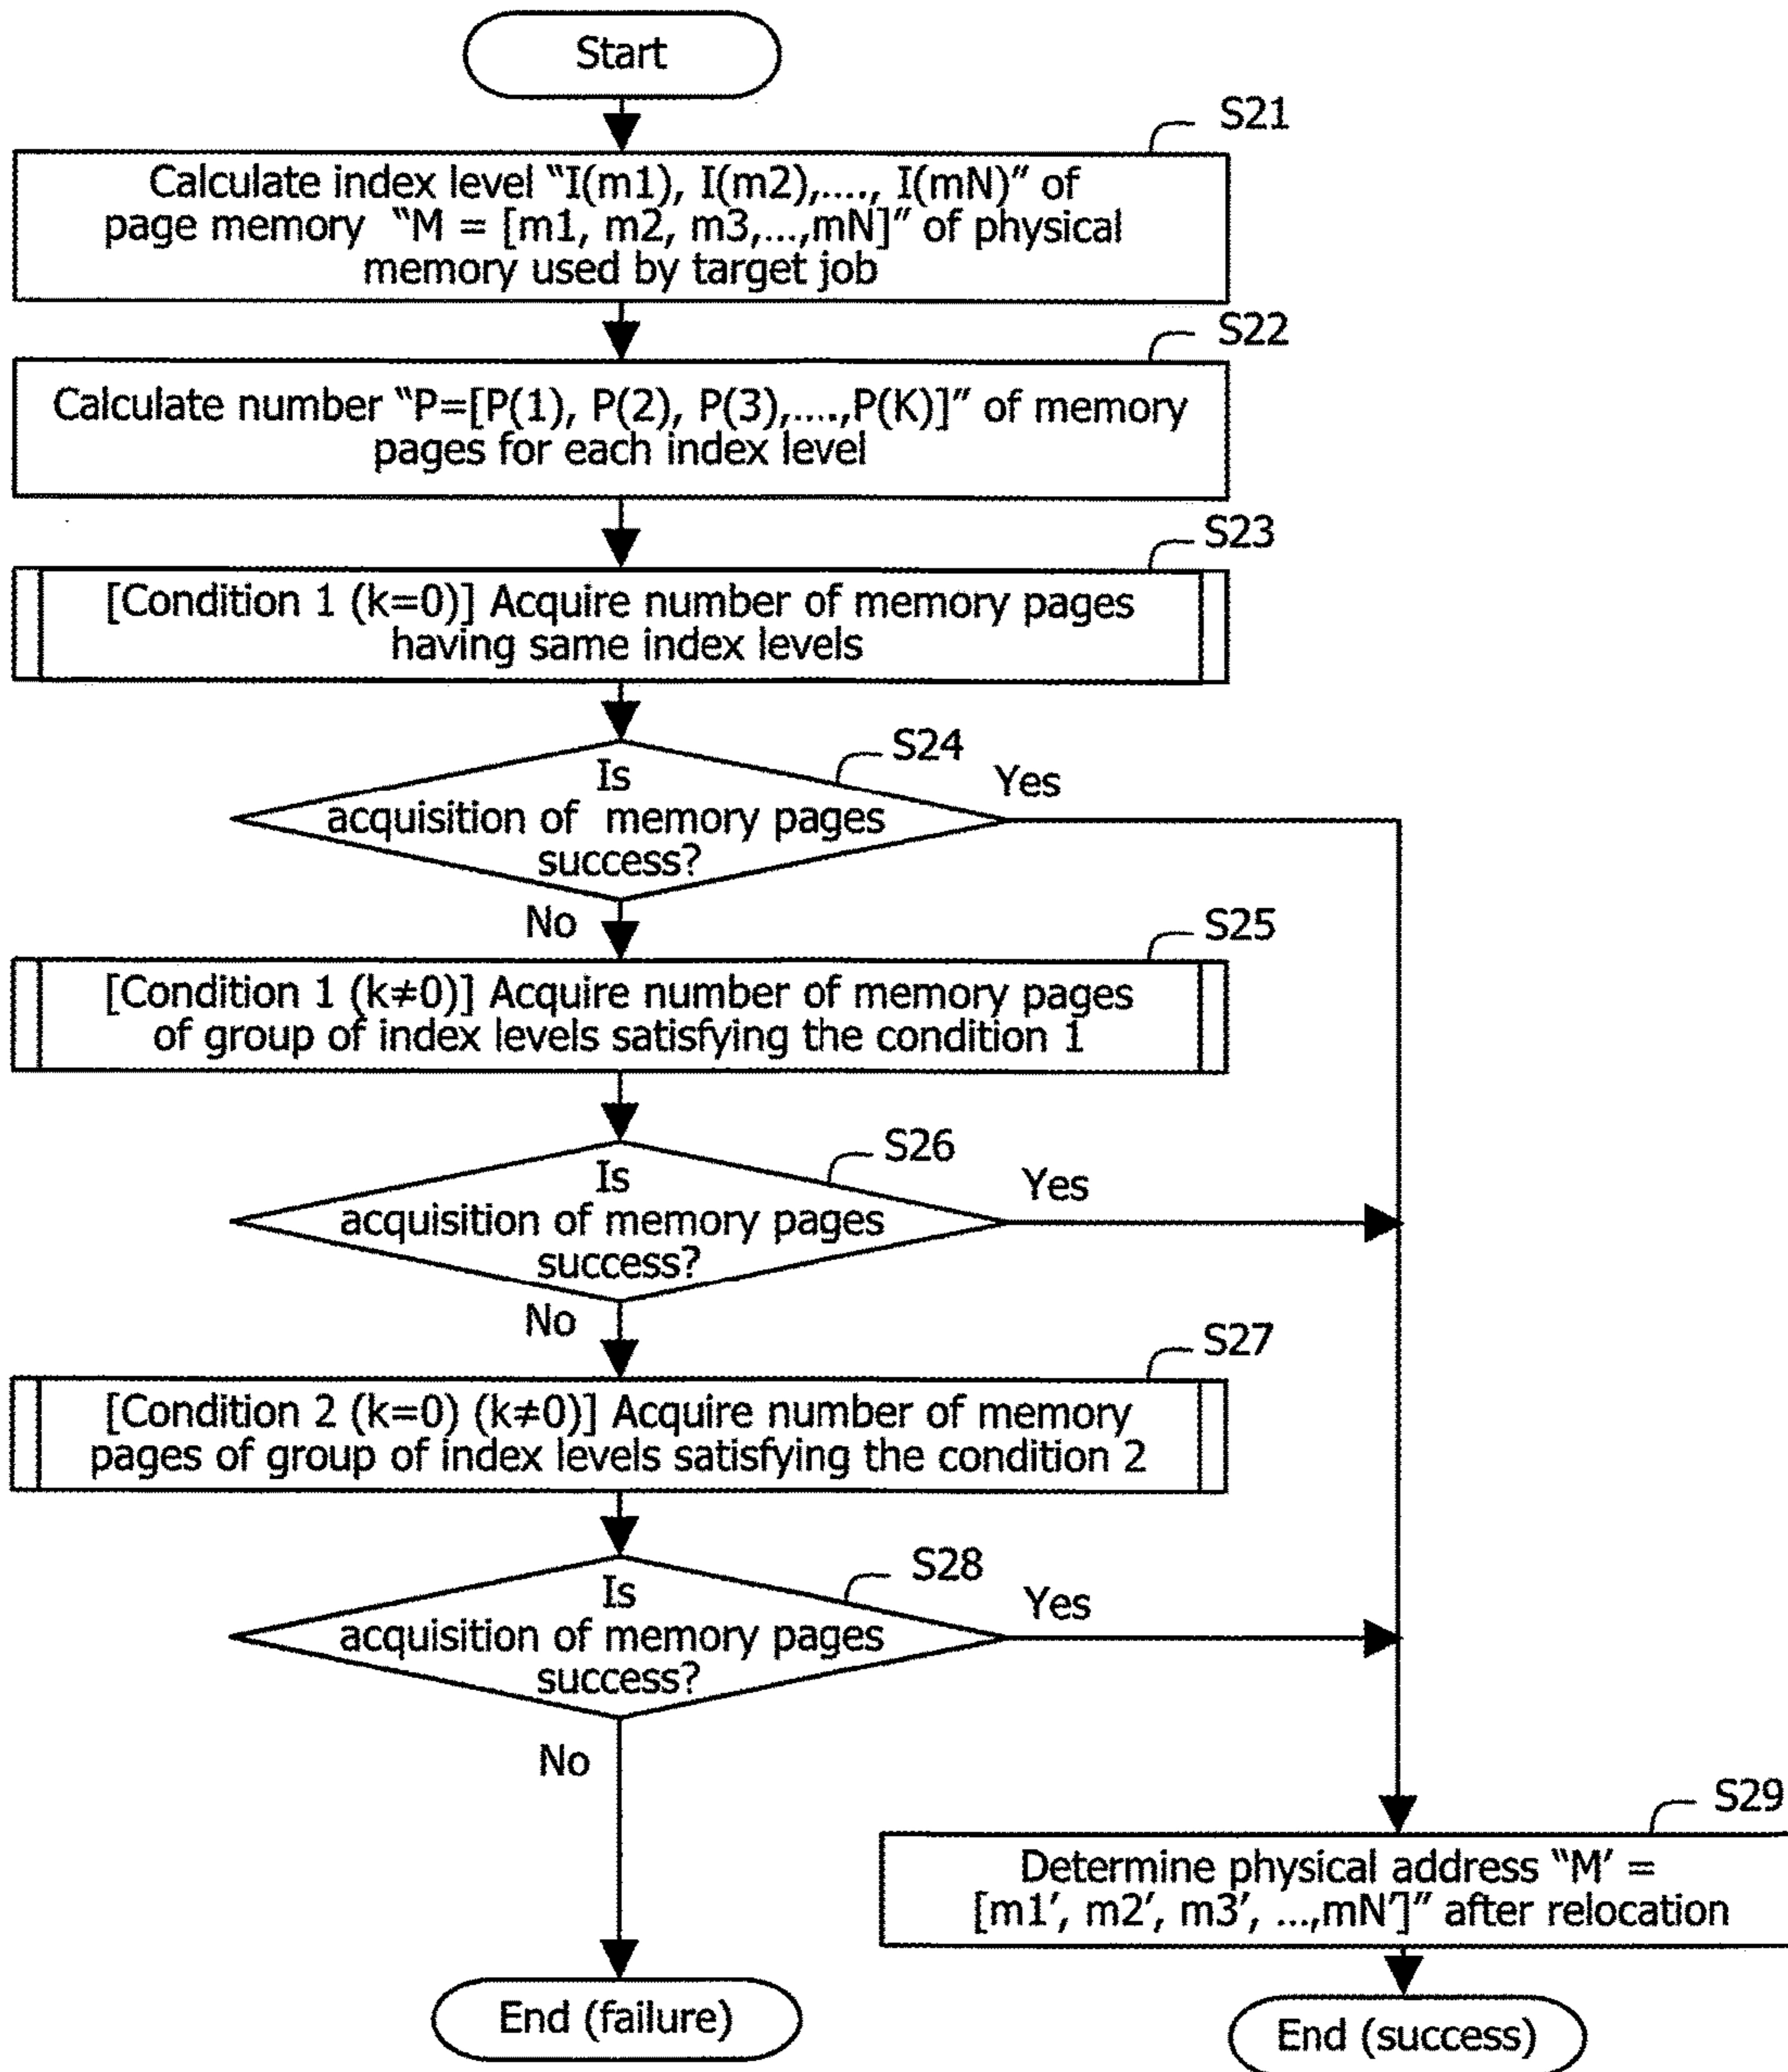 Start
S21
Calculate index level “I(m1), I(m2),...., I(mN)” of
page memory “M = [m1, m2, m3,...,mN]” of physical
memory used by target job
S22
Calculate number “P=[P(1), P(2), P(3),....,P(K)]” of memory
pages for each index level
S23
[Condition 1 (k=0)] Acquire number of memory pages
having same index levels
S24
Is
acquisition of memory pages
success?
Yes
No
S25
[Condition 1 (k≠0)] Acquire number of memory pages
of group of index levels satisfying the condition 1
S26
Is
acquisition of memory pages
success?
Yes
No
S27
[Condition 2 (k=0) (k≠0)] Acquire number of memory
pages of group of index levels satisfying the condition 2
S28
Is
acquisition of memory pages
success?
Yes
No
S29
Determine physical address “M′ =
[m1′, m2′, m3′, ...,mN′]” after relocation
End (failure)
End (success)